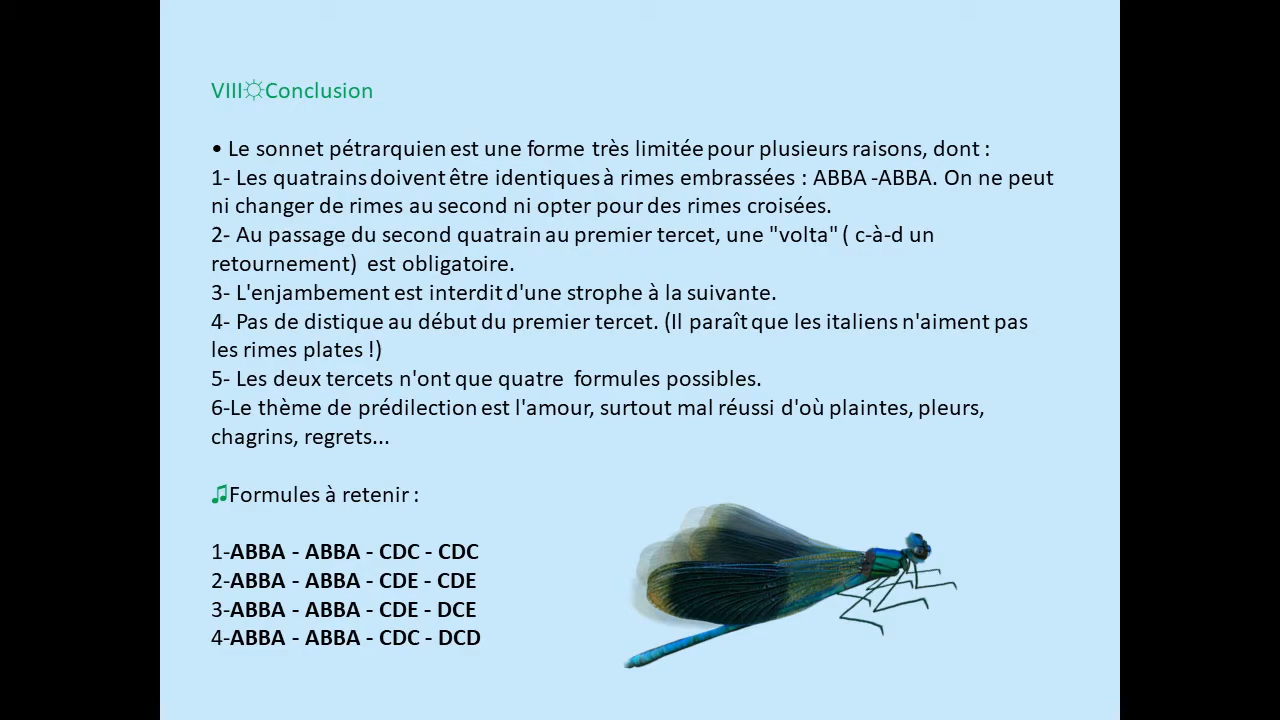 VIII☼Conclusion
• Le sonnet pétrarquien est une forme très limitée pour plusieurs raisons, dont :
1- Les quatrains doivent être identiques à rimes embrassées : ABBA -ABBA. On ne peut
ni changer de rimes au second ni opter pour des rimes croisées.
2- Au passage du second quatrain au premier tercet, une "volta" ( c-à-d un
retournement) est obligatoire.
3- L'enjambement est interdit d'une strophe à la suivante.
4- Pas de distique au début du premier tercet. (Il paraît que les italiens n'aiment pas
les rimes plates !)
5- Les deux tercets n'ont que quatre formules possibles.
6-Le thème de prédilection est l'amour, surtout mal réussi d'où plaintes, pleurs,
chagrins, regrets...
♫Formules à retenir :
1-ABBA - ABBA - CDC - CDC
2-ABBA - ABBA - CDE - CDE
3-ABBA - ABBA - CDE - DCE
4-ABBA - ABBA - CDC - DCD